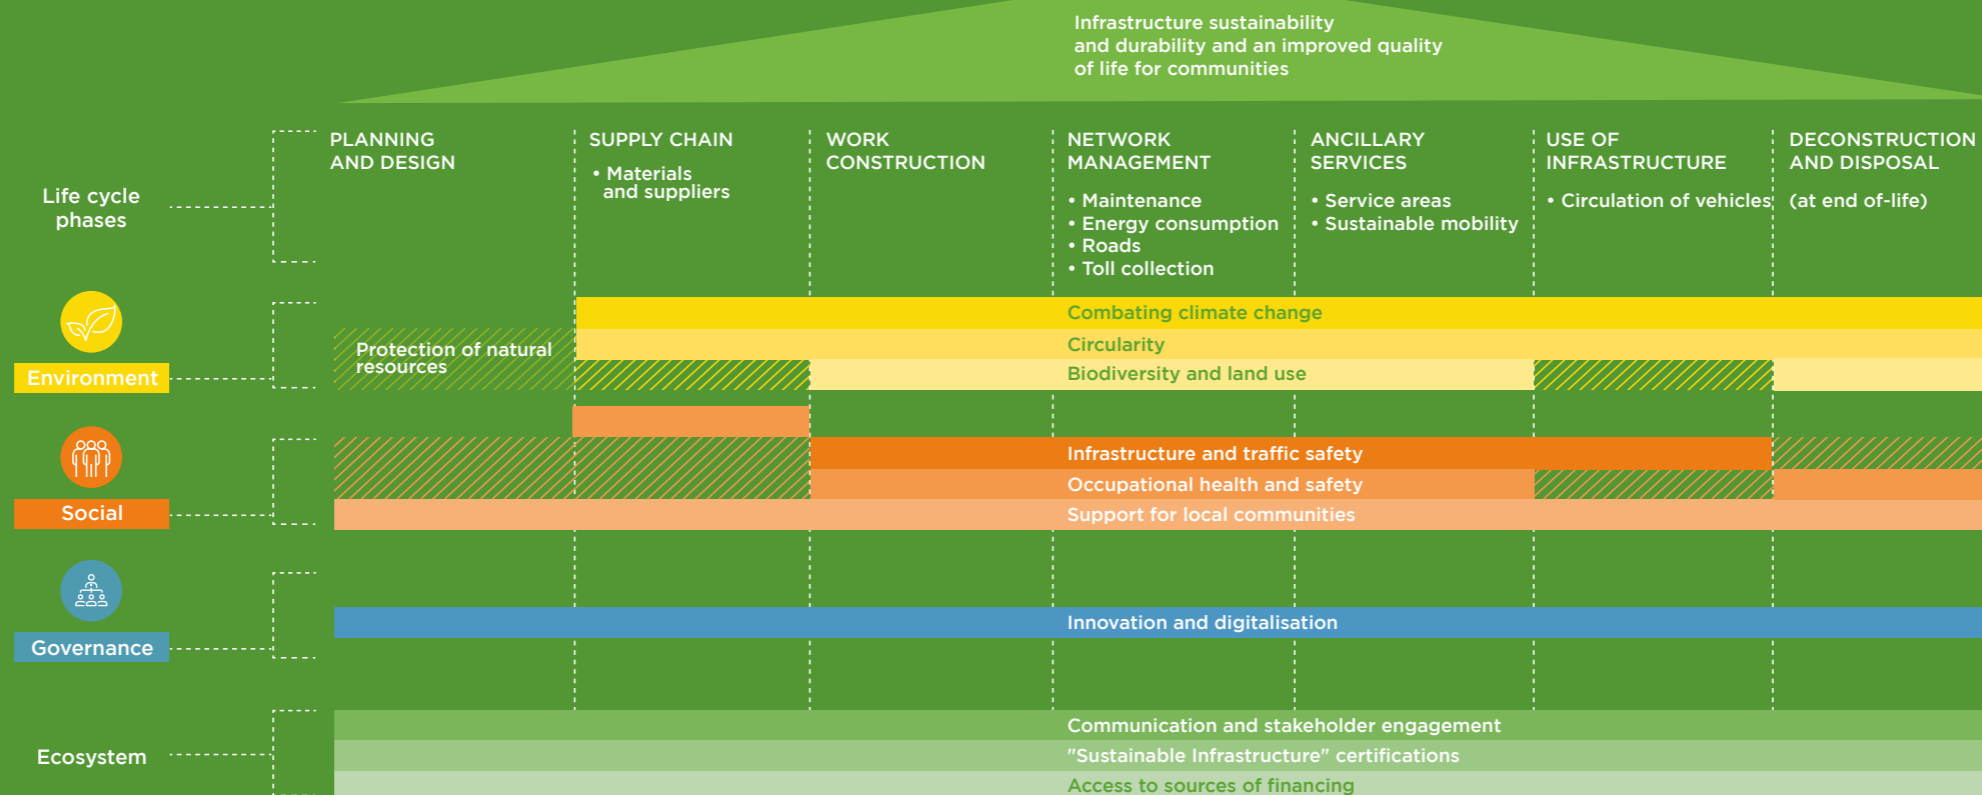 Infrastructure sustainability
and durability and an improved quality
of life for communities
Life cycle
phases
PLANNING
AND DESIGN
SUPPLY CHAIN
• Materials
and suppliers
WORK
CONSTRUCTION
NETWORK
MANAGEMENT
• Maintenance
• Energy consumption
• Roads
• Toll collection
ANCILLARY
SERVICES
• Service areas
• Sustainable mobility
USE OF
INFRASTRUCTURE
• Circulation of vehicles
DECONSTRUCTION
AND DISPOSAL
(at end of-life)
Environment
Protection of natural
resources
Combating climate change
Circularity
Biodiversity and land use
Social
Infrastructure and traffic safety
Occupational health and safety
Support for local communities
Governance
Innovation and digitalisation
Ecosystem
Communication and stakeholder engagement
"Sustainable Infrastructure" certifications
Access to sources of financing